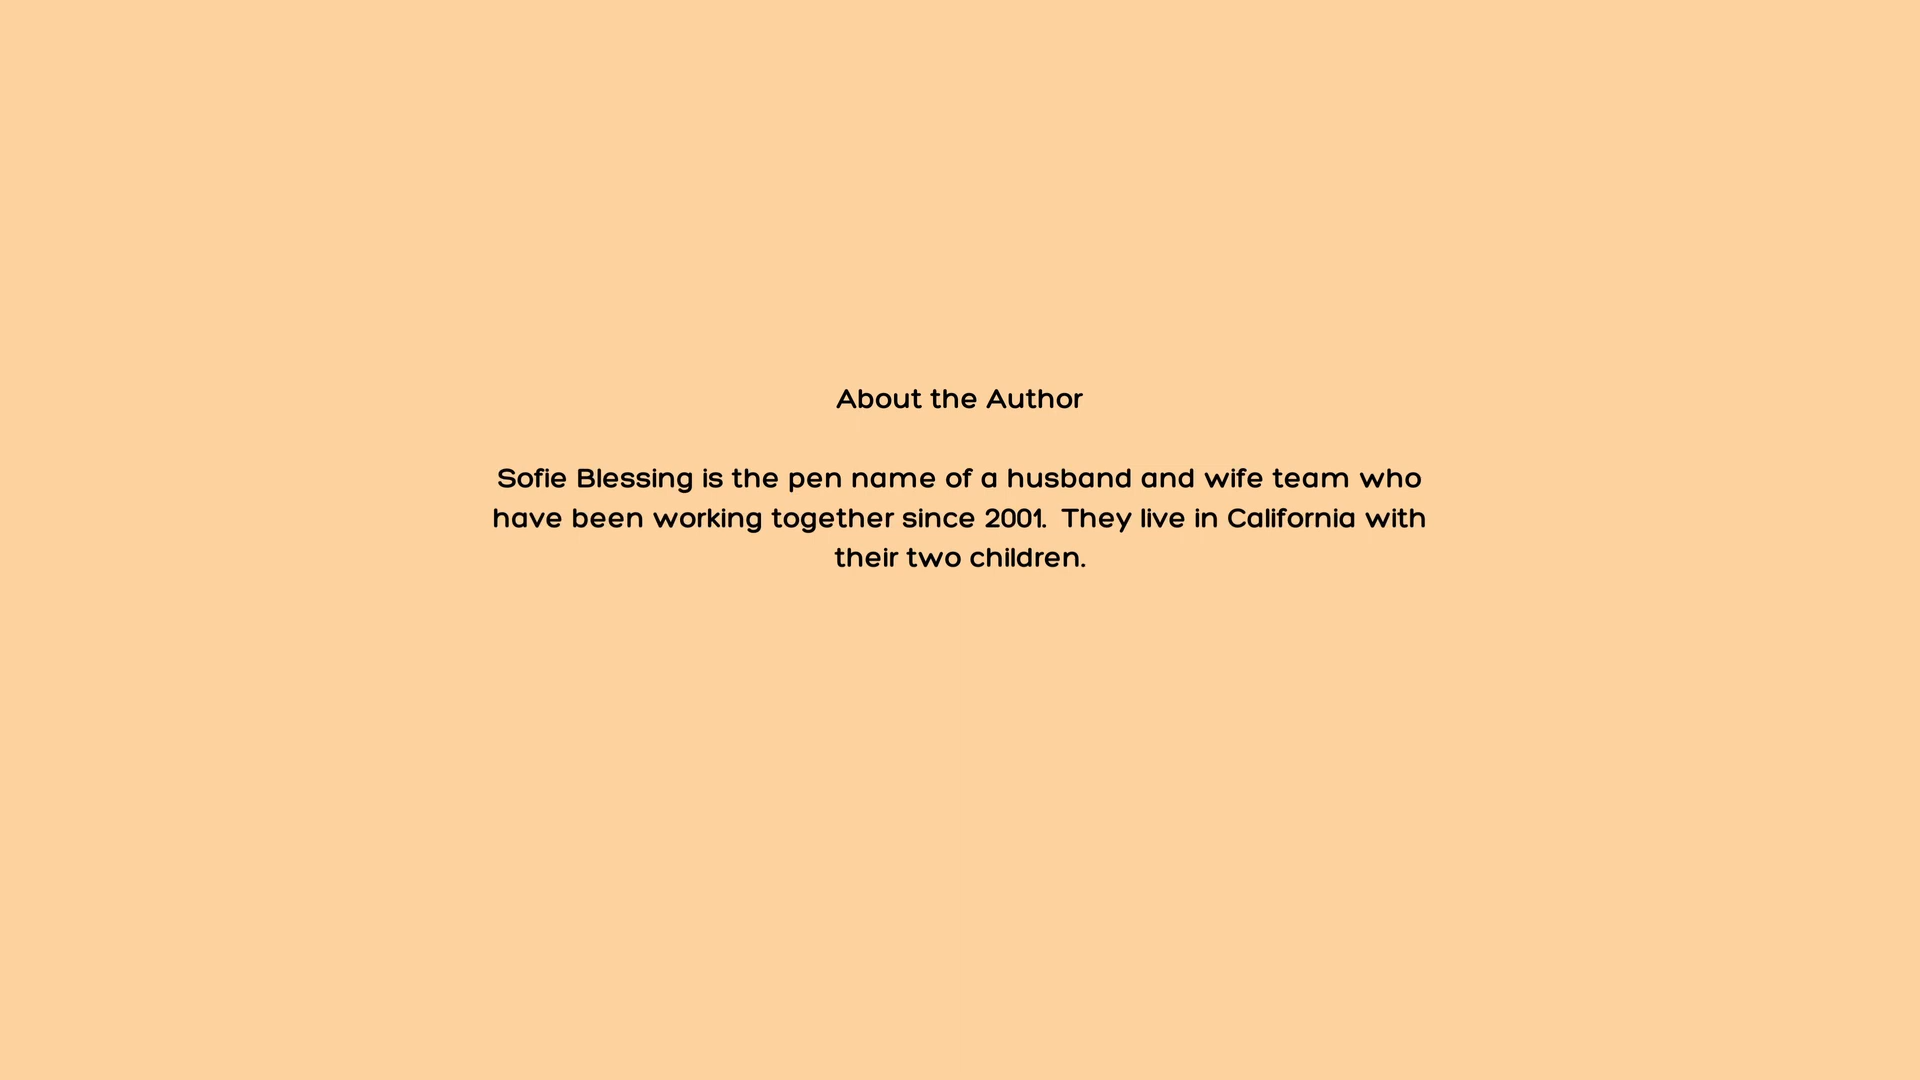 About the Author
Sofie Blessing is the pen name of a husband and wife team who
have been working together since 2001.  They live in California with
their two children.